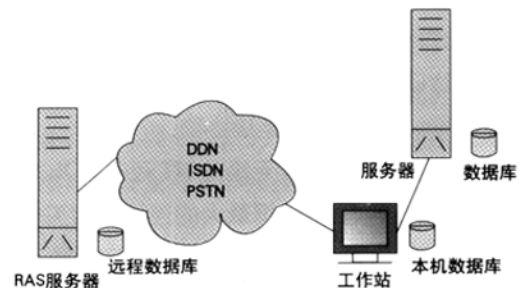 DDN
ISDN
PSTN
服务器
数据库
RAS服务器
远程数据库
工作站
本机数据库